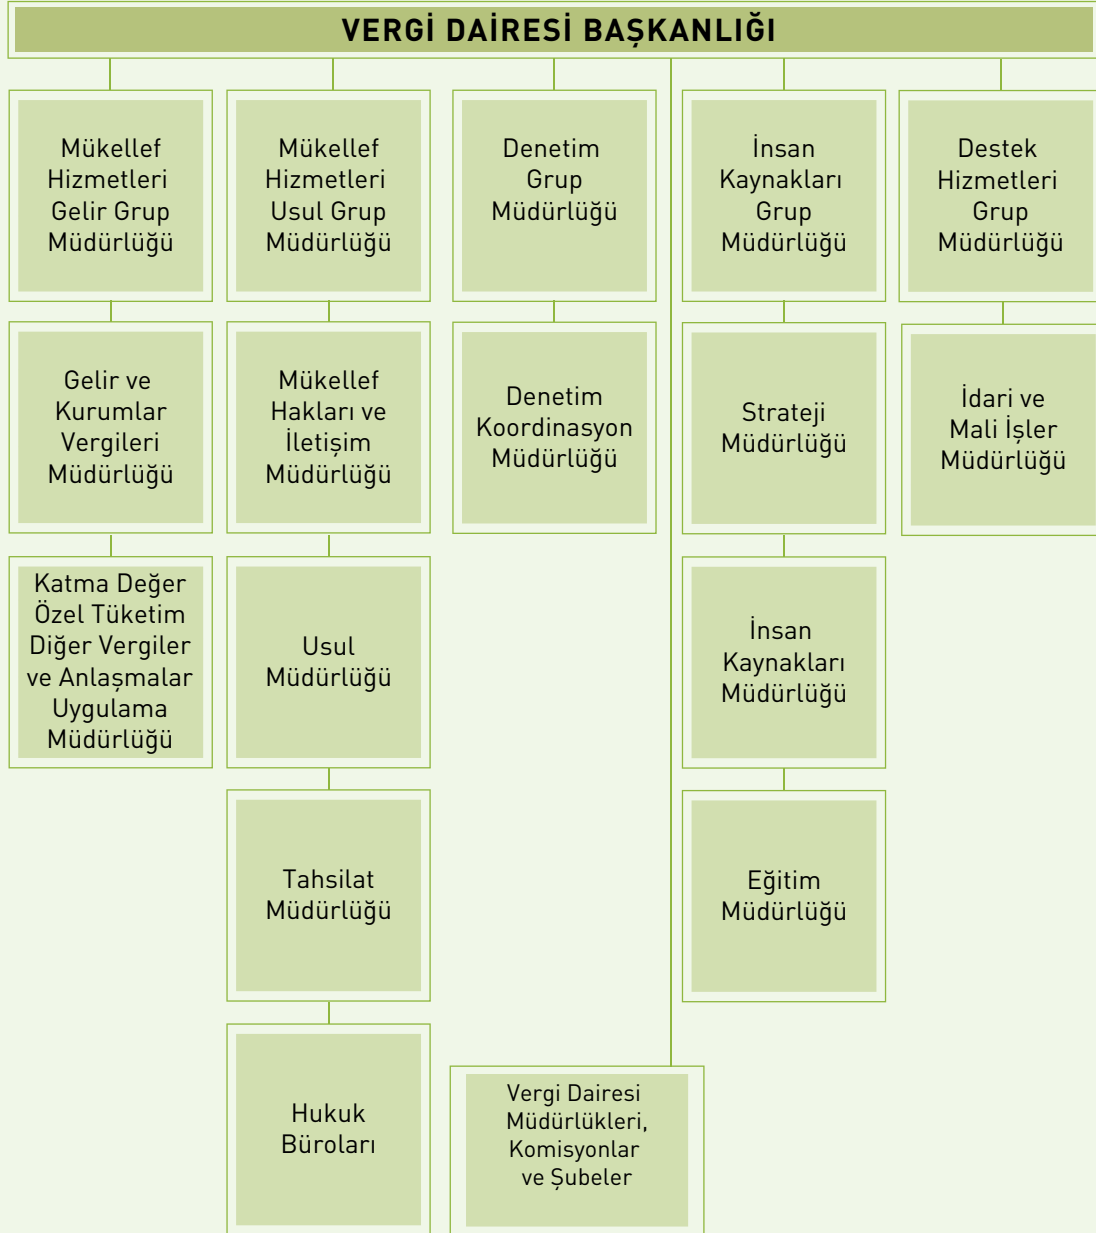 VERGİ DAİRESİ BAŞKANLIĞI
Mükellef
Hizmetleri
Gelir Grup
Müdürlüğü
Mükellef
Hizmetleri
Usul Grup
Müdürlüğü
Denetim
Grup
Müdürlüğü
İnsan
Kaynakları
Grup
Müdürlüğü
Destek
Hizmetleri
Grup
Müdürlüğü
Gelir ve
Kurumlar
Vergileri
Müdürlüğü
Mükellef
Hakları ve
İletişim
Müdürlüğü
Denetim
Koordinasyon
Müdürlüğü
Strateji
Müdürlüğü
İdari ve
Mali İşler
Müdürlüğü
Katma Değer
Özel Tüketim
Diğer Vergiler
ve Anlaşmalar
Uygulama
Müdürlüğü
Usul
Müdürlüğü
İnsan
Kaynakları
Müdürlüğü
Tahsilat
Müdürlüğü
Eğitim
Müdürlüğü
Hukuk
Büroları
Vergi Dairesi
Müdürlükleri,
Komisyonlar
ve Şubeler